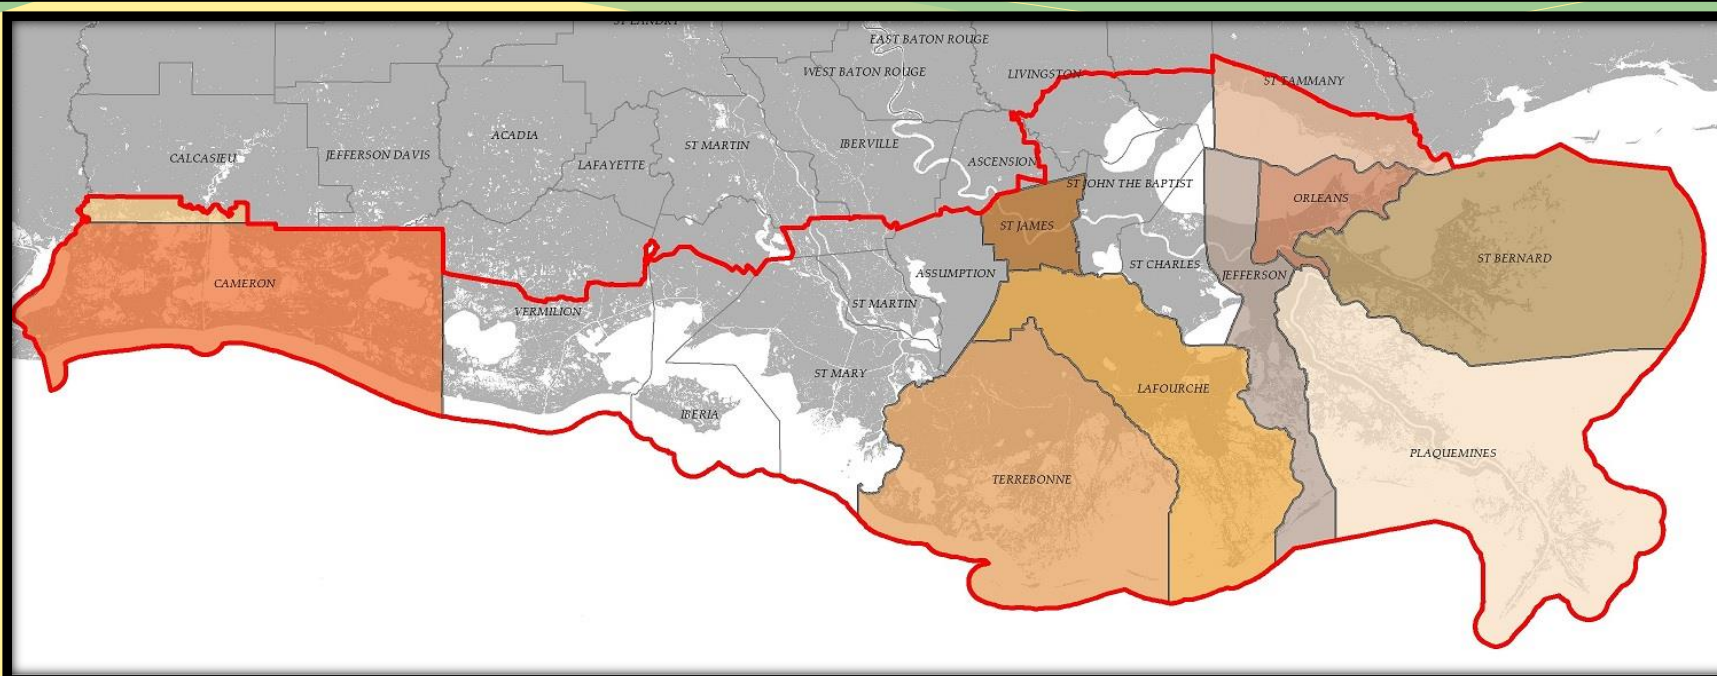 ST LANDRY
EAST BATON ROUGE
WEST BATON ROUGE
LIVINGSTON
ST TAMMANY
ACADIA
ST MARTIN
IBERVILLE
CALCASIEU
JEFFERSON DAVIS
LAFAYETTE
ASCENSION
ST JOHN THE BAPTIST
ORLEANS
ST JAMES
ST BERNARD
ST CHARLES
ASSUMPTION
JEFFERSON
CAMERON
ST MARTIN
VERMILION
ST MARY
LAFOURCHE
IBERIA
PLAQUEMINES
TERREBONNE